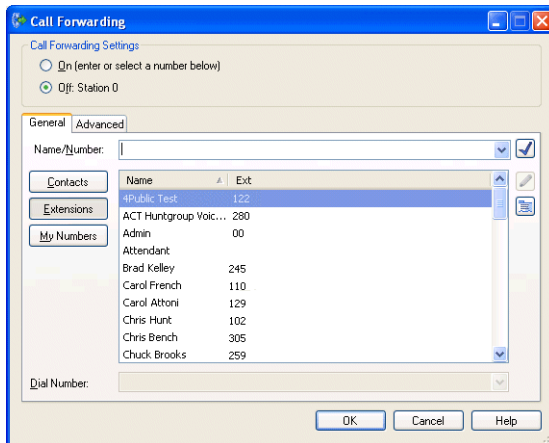 Call Forwarding
Call Forwarding Settings
On (enter or select a number below)
Off: Station 0
General Advanced
Name/Number:
Contacts
Extensions
My Numbers
Name Ext
4Public Test 122
ACT Huntgroup Voic... 280
Admin 00
Attendant
Brad Kelley 245
Carol French 110
Carol Attoni 129
Chris Hunt 102
Chris Bench 305
Chuck Brooks 259
Dial Number:
OK Cancel Help